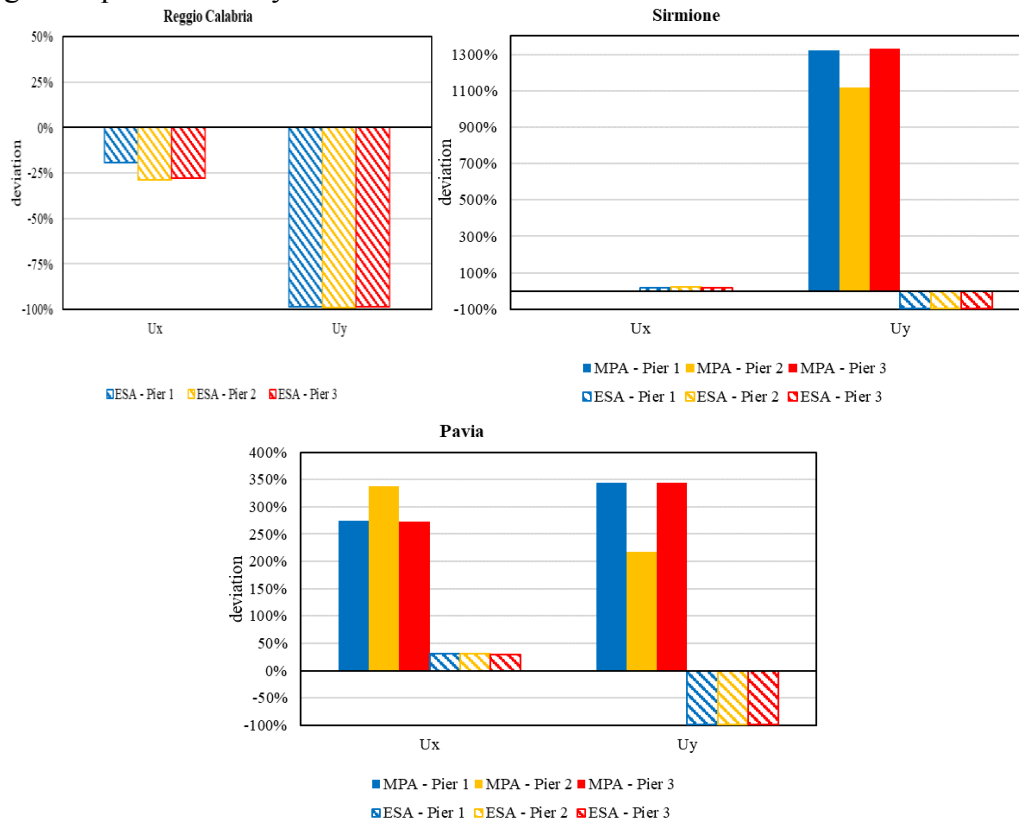 Reggio Calabria
50%
25%
0%
-25%
-50%
-75%
-100%
deviation
Ux Uy
ESA - Pier 1 ESA - Pier 2 ESA - Pier 3
Sirmione
1300%
1100%
900%
700%
500%
300%
100%
-100%
deviation
Ux Uy
MPA - Pier 1 MPA - Pier 2 MPA - Pier 3
ESA - Pier 1 ESA - Pier 2 ESA - Pier 3
Pavia
400%
350%
300%
250%
200%
150%
100%
50%
0%
-50%
-100%
deviation
Ux Uy
MPA - Pier 1 MPA - Pier 2 MPA - Pier 3
ESA - Pier 1 ESA - Pier 2 ESA - Pier 3